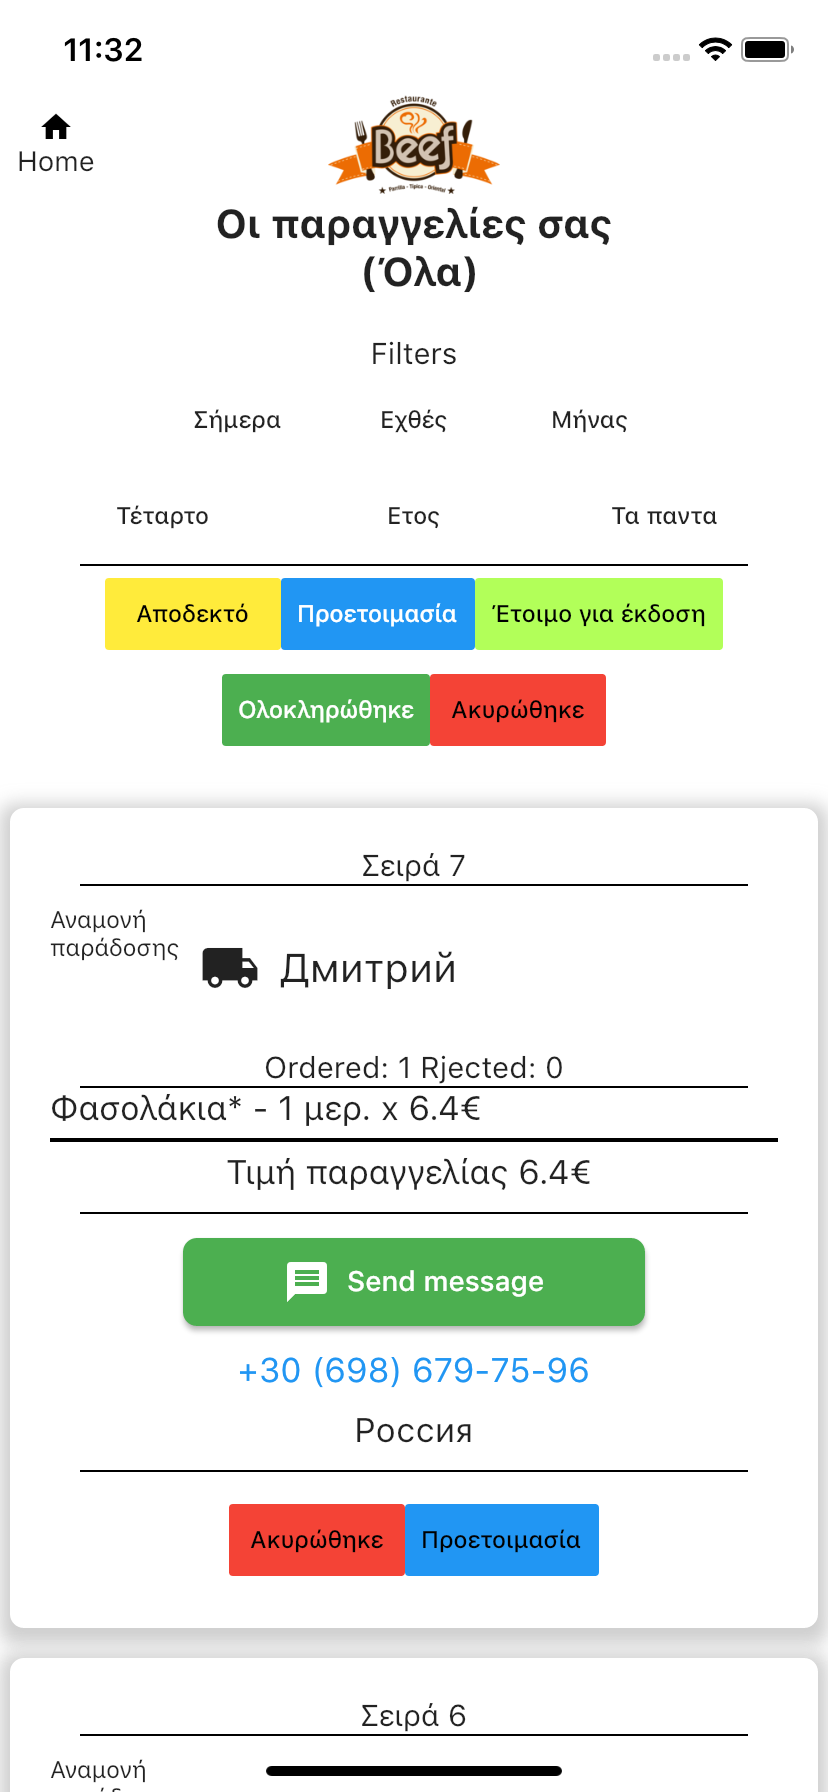 11:32
Home
Restaurante
Beef
Parrilla - Tipica - Oriental
Οι παραγγελίες σας
(Όλα)
Filters
Σήμερα Εχθές Μήνας
Τέταρτο Ετος Τα παντα
Αποδεκτό Προετοιμασία Έτοιμο για έκδοση
Ολοκληρώθηκε Ακυρώθηκε
Σειρά 7
Αναμονή
παράδοσης
Дмитрий
Ordered: 1 Rjected: 0
Φασολάκια* - 1 μερ. x 6.4€
Τιμή παραγγελίας 6.4€
Send message
+30 (698) 679-75-96
Россия
Ακυρώθηκε Προετοιμασία
Σειρά 6
Αναμονή